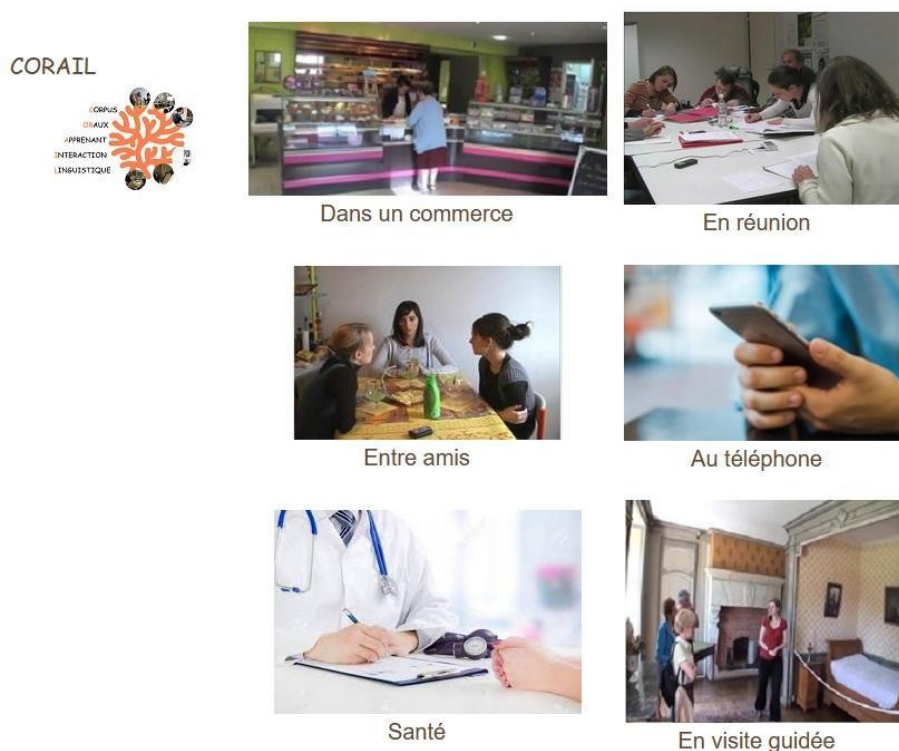 CORAIL
CORPUS
ORAUX
APPRENANT
INTERACTION
LINGUISTIQUE
Dans un commerce
En réunion
Entre amis
Au téléphone
Santé
En visite guidée